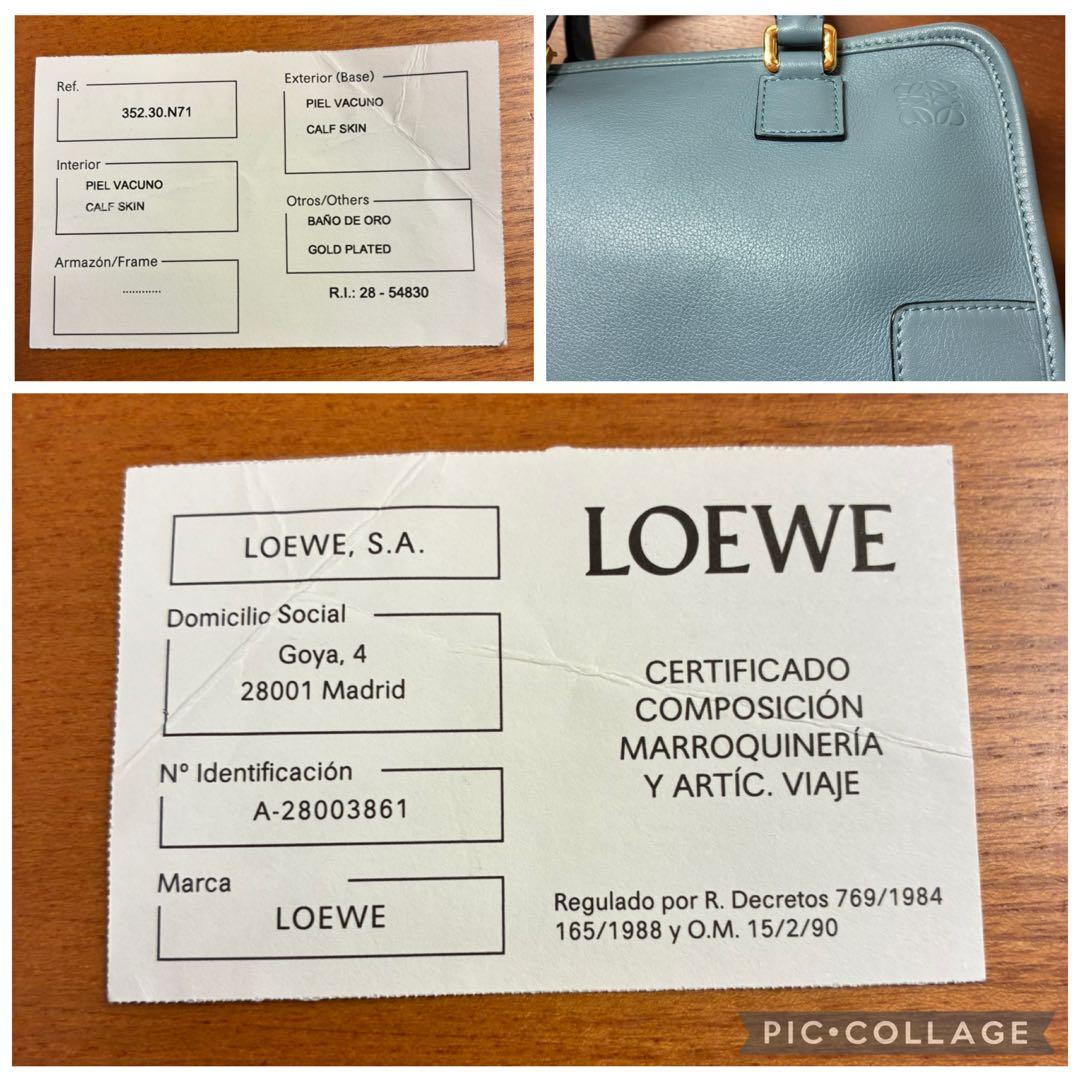 Ref.
352.30.N71
Interior
PIEL VACUNO
CALF SKIN
Armazón/Frame
............
Exterior (Base)
PIEL VACUNO
CALF SKIN
Otros/Others
BAÑO DE ORO
GOLD PLATED
R.I.: 28 - 54830
LOEWE, S.A.
Domicilio Social
Goya, 4
28001 Madrid
Nº Identificación
A-28003861
Marca
LOEWE
LOEWE
CERTIFICADO
COMPOSICIÓN
MARROQUINERÍA
Y ARTÍC. VIAJE
Regulado por R. Decretos 769/1984
165/1988 y O.M. 15/2/90
PIC•COLLAGE